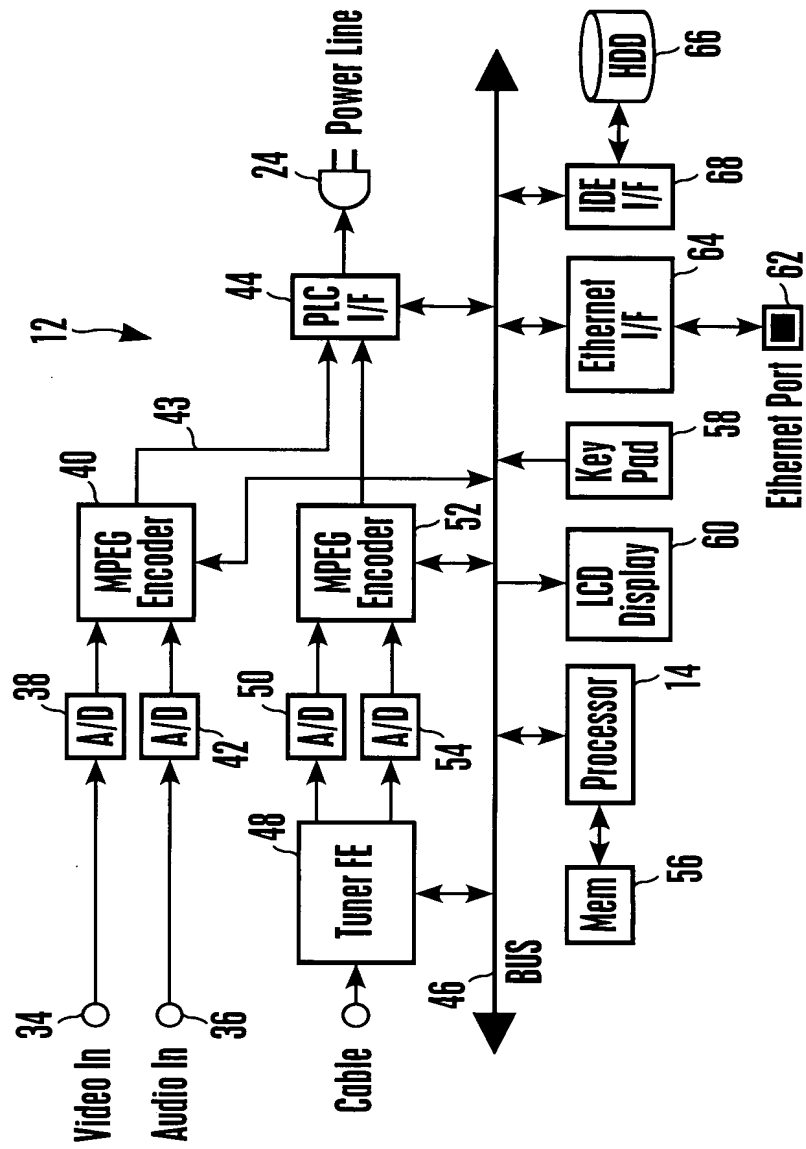 12
Video In
34
38
A/D
40
MPEG
Encoder
43
Audio In
36
42
A/D
44
PLC
I/F
24
Power Line
Cable
48
Tuner FE
50
A/D
54
A/D
52
MPEG
Encoder
46
BUS
Mem
56
Processor
14
LCD
Display
60
Key
Pad
58
Ethernet
I/F
64
IDE
I/F
68
HDD
66
Ethernet Port
62